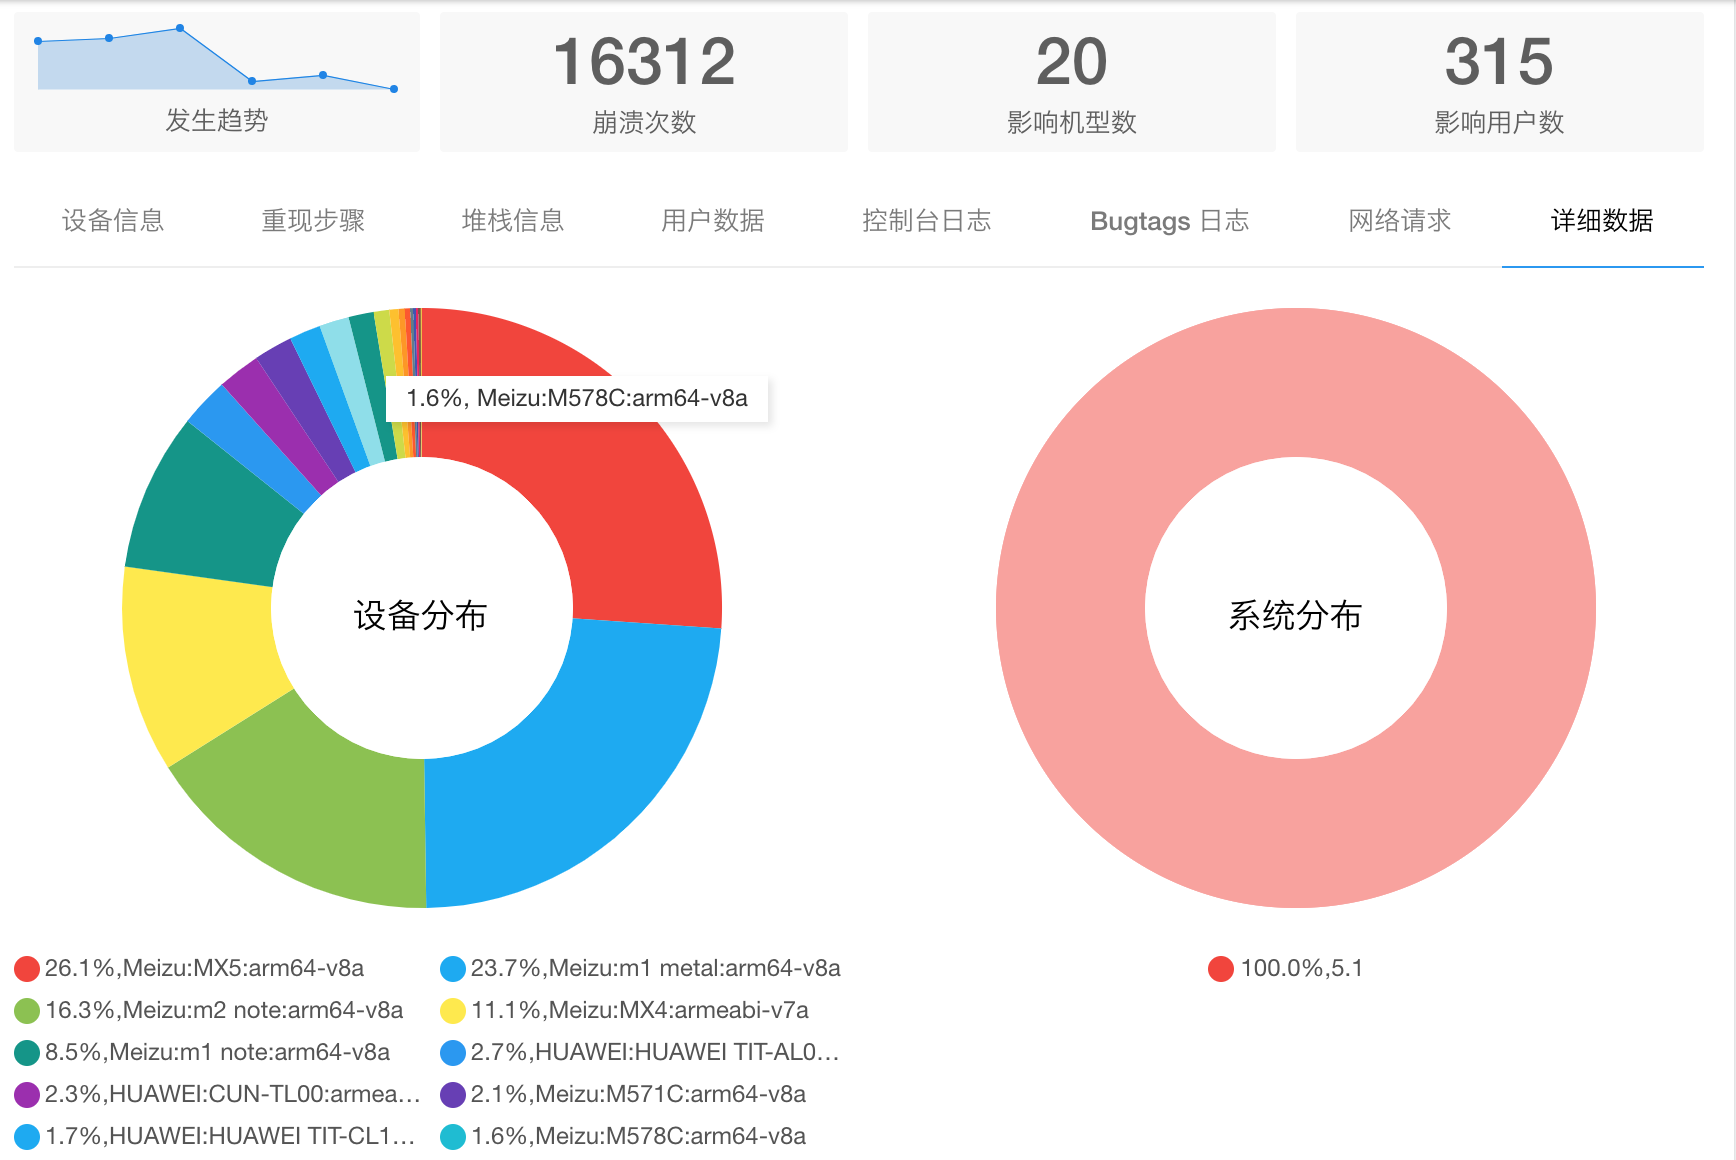 16312
20
315
发生趋势
崩溃次数
影响机型数
影响用户数
设备信息
重现步骤
堆栈信息
用户数据
控制台日志
Bugtags 日志
网络请求
详细数据
1.6%, Meizu:M578C:arm64-v8a
设备分布
系统分布
26.1%,Meizu:MX5:arm64-v8a
23.7%,Meizu:m1 metal:arm64-v8a
16.3%,Meizu:m2 note:arm64-v8a
11.1%,Meizu:MX4:armeabi-v7a
8.5%,Meizu:m1 note:arm64-v8a
2.7%,HUAWEI:HUAWEI TIT-AL0…
2.3%,HUAWEI:CUN-TL00:armea…
2.1%,Meizu:M571C:arm64-v8a
1.7%,HUAWEI:HUAWEI TIT-CL1…
1.6%,Meizu:M578C:arm64-v8a
100.0%,5.1